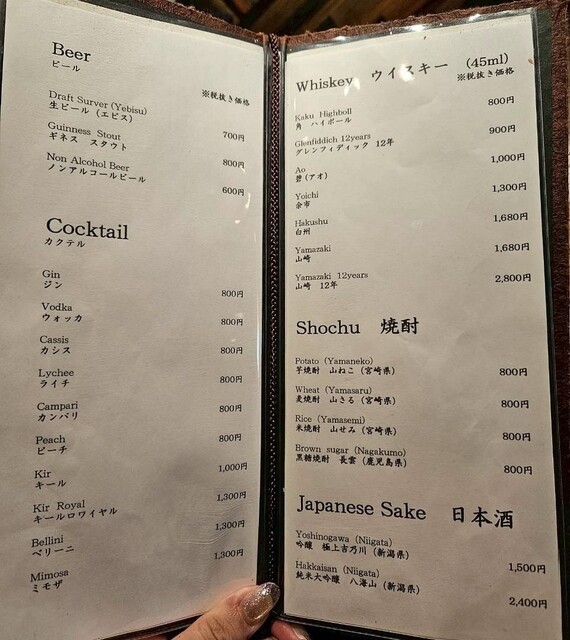 Beer
ビール
※税抜き価格
Draft Surver (Yebisu)
生ビール (エビス) 700円
Guinness Stout
ギネス スタウト 800円
Non Alcohol Beer
ノンアルコールビール 600円
Cocktail
カクテル
Gin
ジン 800円
Vodka
ウォッカ 800円
Cassis
カシス 800円
Lychee
ライチ 800円
Campari
カンパリ 800円
Peach
ピーチ 800円
Kir
キール 1,000円
Kir Royal
キールロワイヤル 1,300円
Bellini
ベリーニ 1,300円
Mimosa
ミモザ 1,300円
Whiskey ウイスキー (45ml)
※税抜き価格
Kaku Highboll
角 ハイボール 800円
Glenfiddich 12years
グレンフィディック 12年 900円
Ao
碧(アオ) 1,000円
Yoichi
余市 1,300円
Hakushu
白州 1,680円
Yamazaki
山崎 1,680円
Yamazaki 12years
山崎 12年 2,800円
Shochu 焼酎
Potato (Yamaneko)
芋焼酎 山ねこ (宮崎県) 800円
Wheat (Yamasaru)
麦焼酎 山さる (宮崎県) 800円
Rice (Yamasemi)
米焼酎 山せみ (宮崎県) 800円
Brown sugar (Nagakumo)
黒糖焼酎 長雲 (鹿児島県) 800円
Japanese Sake 日本酒
Yoshinogawa (Niigata)
吟醸 極上吉乃川 (新潟県) 1,500円
Hakkaisan (Niigata)
純米大吟醸 八海山 (新潟県) 2,400円